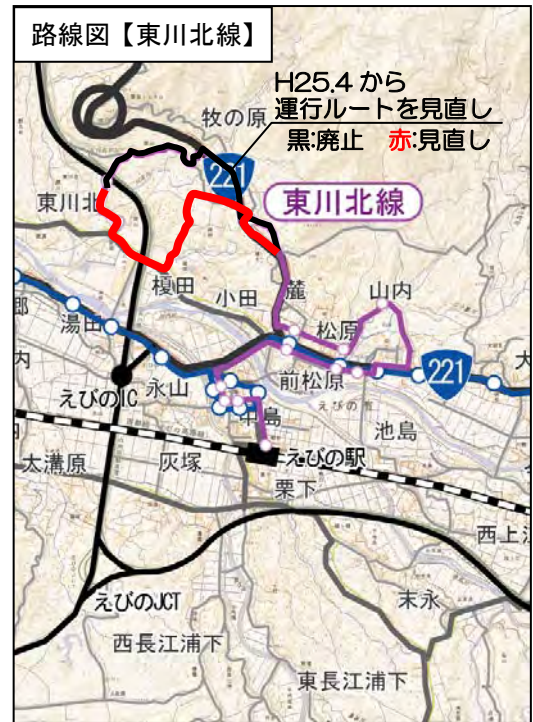 路線図【東川北線】
H25.4 から
運行ルートを見直し
黒:廃止 赤:見直し
牧の原
221
東川北
東川北線
榎田
小田
麓
山内
湯田
松原
前松原
221
えびのIC
永山
中島
池島
えびの駅
太溝原
灰塚
栗下
西上江
えびのJCT
末永
西長江浦下
東長江浦下